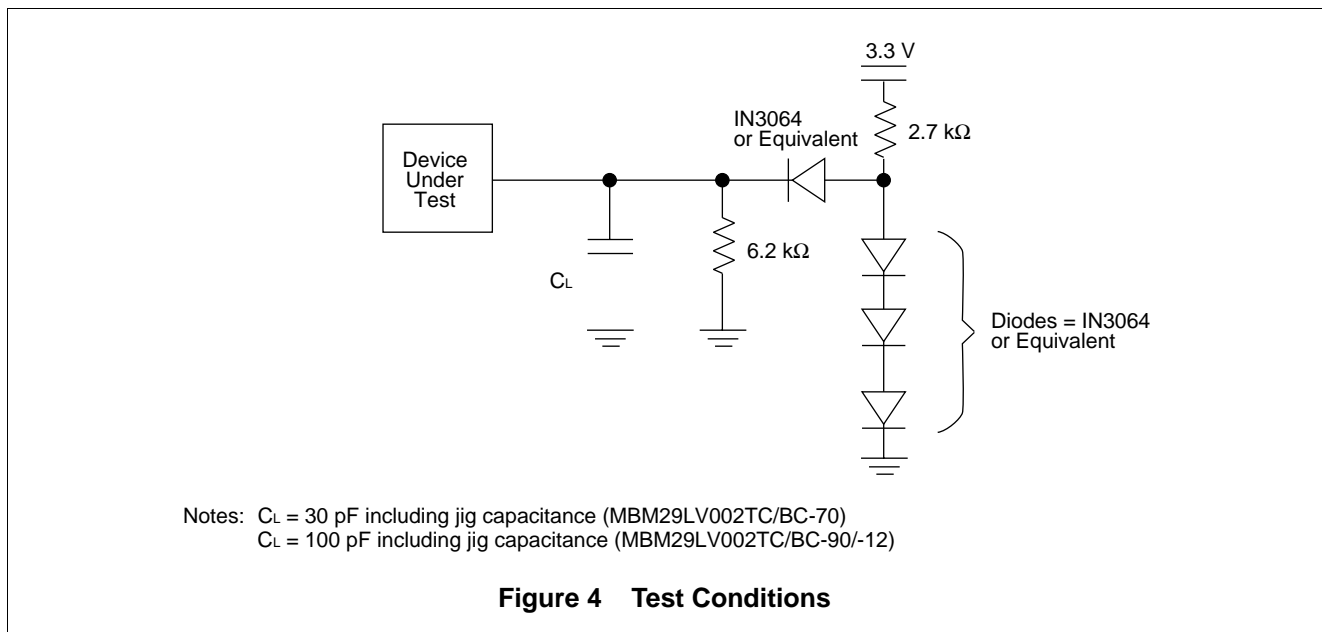 3.3 V
IN3064
or Equivalent
2.7 kΩ
Device
Under
Test
6.2 kΩ
CL
Diodes = IN3064
or Equivalent
Notes: CL = 30 pF including jig capacitance (MBM29LV002TC/BC-70)
CL = 100 pF including jig capacitance (MBM29LV002TC/BC-90/-12)
Figure 4 Test Conditions